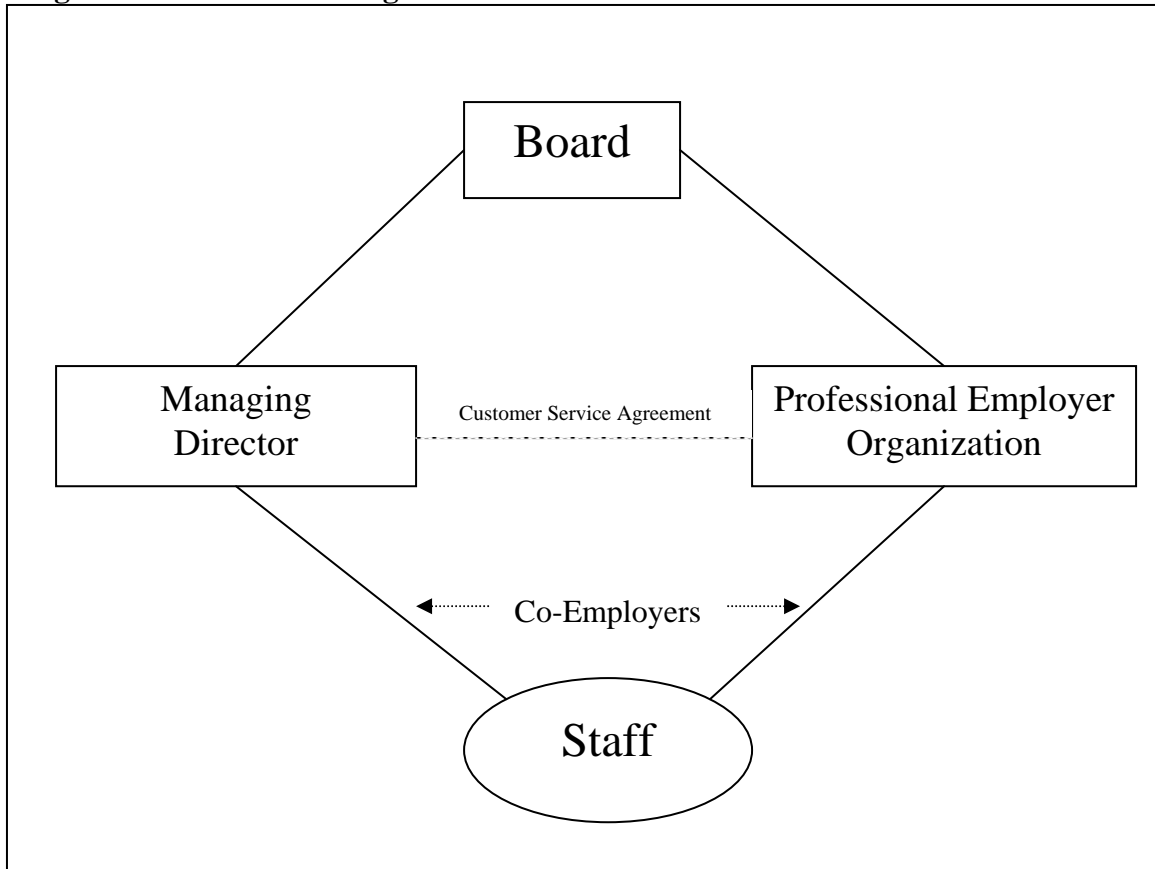 Board
Managing
Director
Customer Service Agreement
Professional Employer
Organization
Co-Employers
Staff